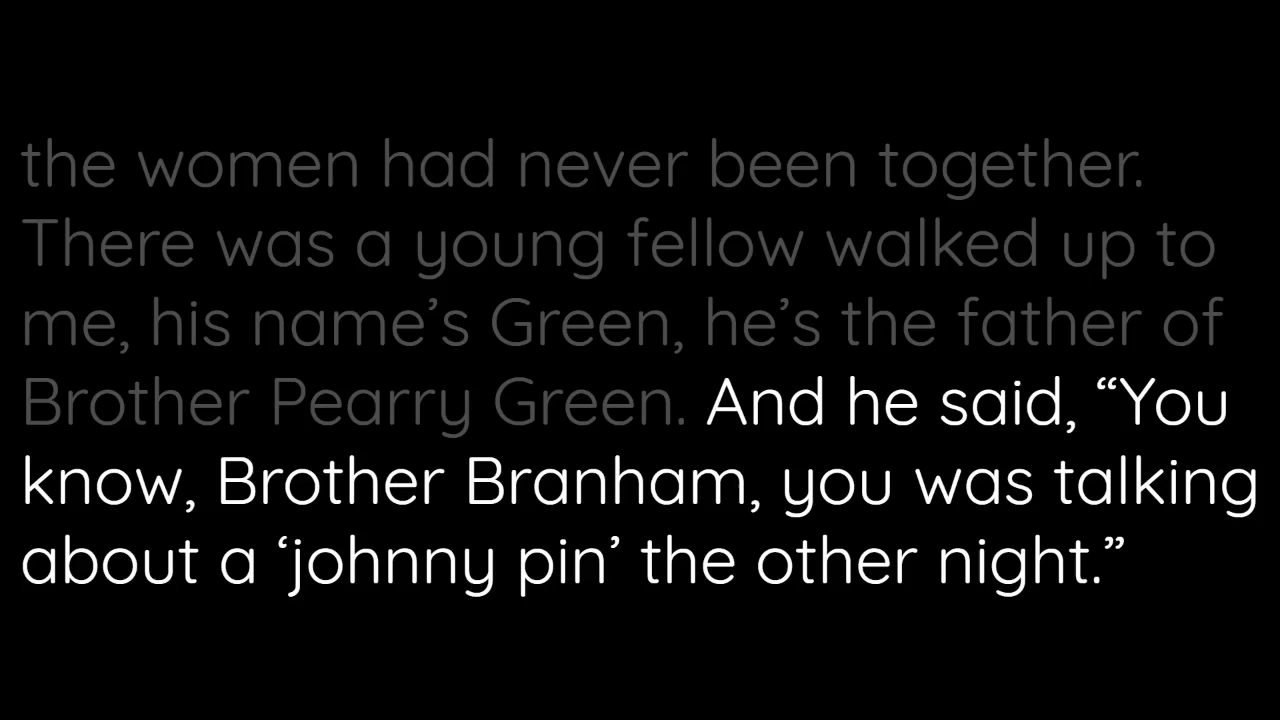 the women had never been together.
There was a young fellow walked up to
me, his name’s Green, he’s the father of
Brother Pearry Green. And he said, “You
know, Brother Branham, you was talking
about a ‘johnny pin’ the other night.”